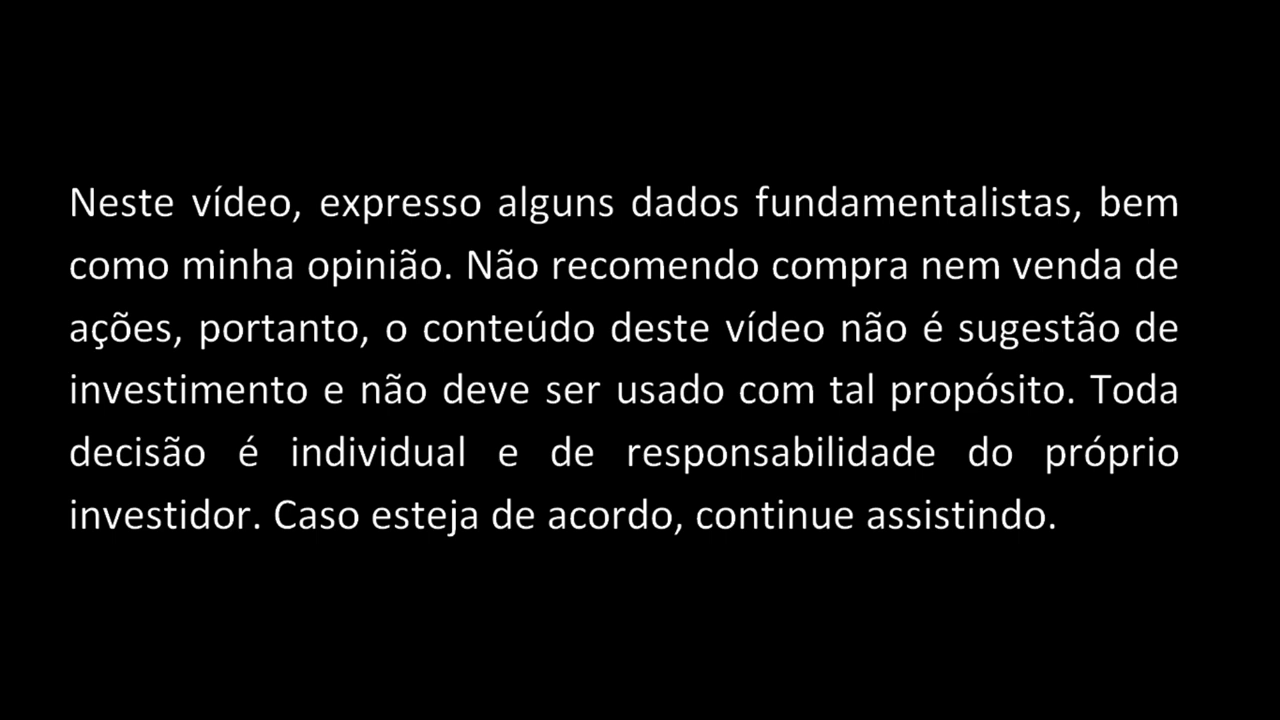 Neste vídeo, expresso alguns dados fundamentalistas, bem
como minha opinião. Não recomendo compra nem venda de
ações, portanto, o conteúdo deste vídeo não é sugestão de
investimento e não deve ser usado com tal propósito. Toda
decisão é individual e de responsabilidade do próprio
investidor. Caso esteja de acordo, continue assistindo.